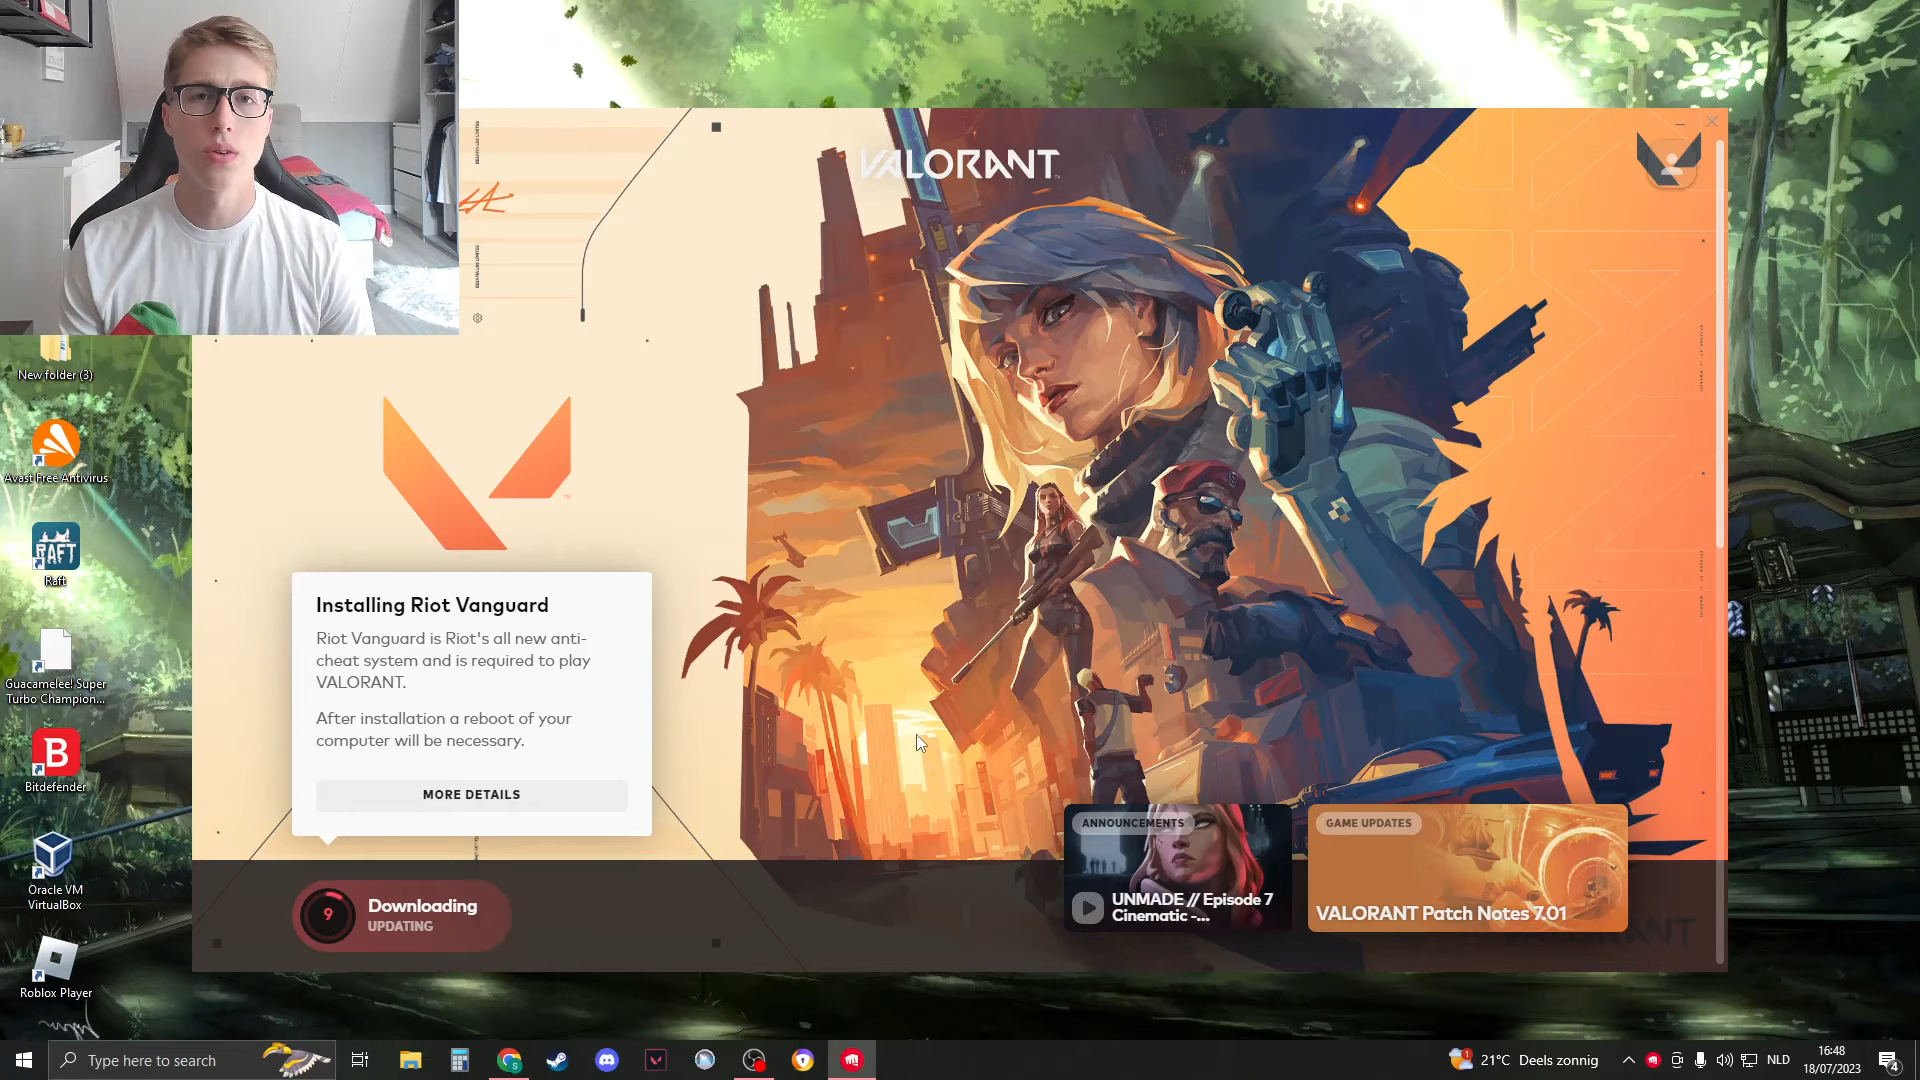 VALORANT
New folder (3)
Avast Free Antivirus
RAFT
Raft
Guacamelee! Super
Turbo Champion...
B
Bitdefender
Oracle VM
VirtualBox
Roblox Player
Installing Riot Vanguard
Riot Vanguard is Riot's all new anti-
cheat system and is required to play
VALORANT.
After installation a reboot of your
computer will be necessary.
MORE DETAILS
9
Downloading
UPDATING
ANNOUNCEMENTS
UNMADE // Episode 7
Cinematic -...
GAME UPDATES
VALORANT Patch Notes 7.01
Type here to search
21°C Deels zonnig
NLD
16:48
18/07/2023
4